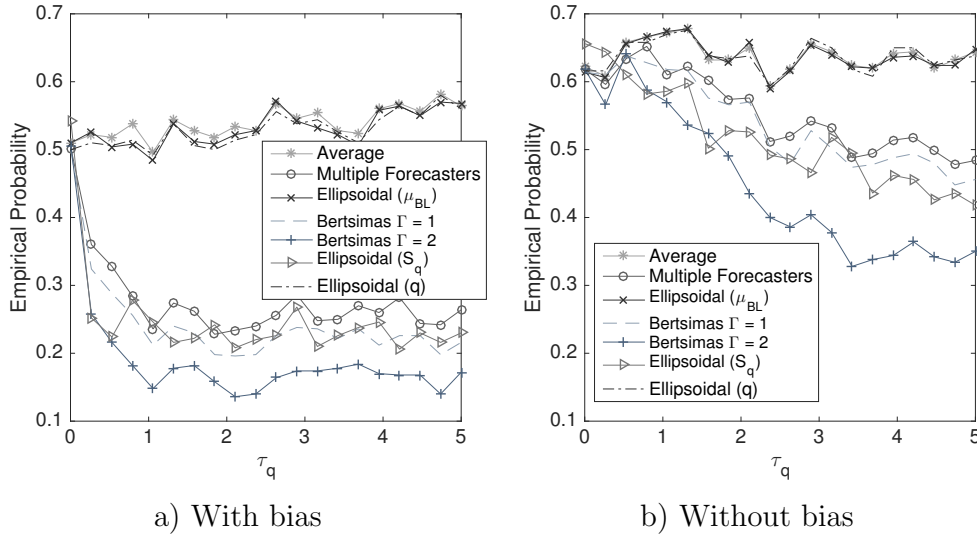 0.7
0.6
0.5
0.4
0.3
0.2
0.1
Empirical Probability
0 1 2 3 4 5
τq
Average
Multiple Forecasters
Ellipsoidal (μBL)
Bertsimas Γ = 1
Bertsimas Γ = 2
Ellipsoidal (Sq)
Ellipsoidal (q)
a) With bias
0.7
0.6
0.5
0.4
0.3
0.2
0.1
Empirical Probability
0 1 2 3 4 5
τq
Average
Multiple Forecasters
Ellipsoidal (μBL)
Bertsimas Γ = 1
Bertsimas Γ = 2
Ellipsoidal (Sq)
Ellipsoidal (q)
b) Without bias